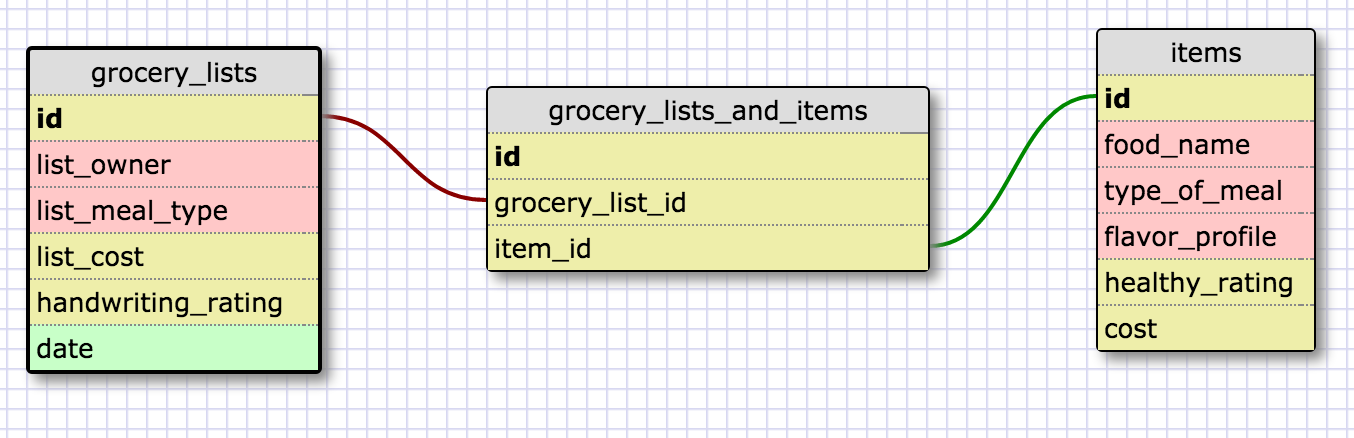 grocery_lists
id
list_owner
list_meal_type
list_cost
handwriting_rating
date
grocery_lists_and_items
id
grocery_list_id
item_id
items
id
food_name
type_of_meal
flavor_profile
healthy_rating
cost